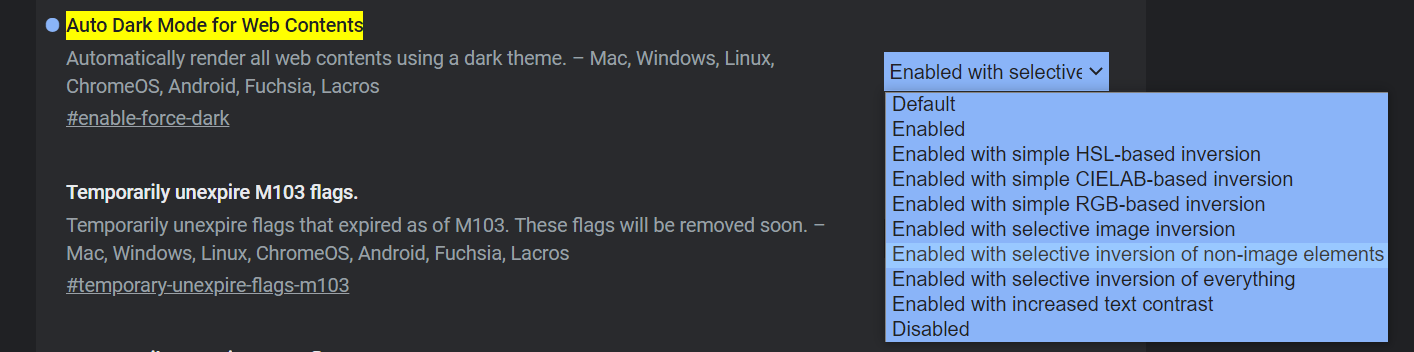 Auto Dark Mode for Web Contents
Automatically render all web contents using a dark theme. – Mac, Windows, Linux,
ChromeOS, Android, Fuchsia, Lacros
#enable-force-dark
Enabled with selective
Default
Enabled
Enabled with simple HSL-based inversion
Enabled with simple CIELAB-based inversion
Enabled with simple RGB-based inversion
Enabled with selective image inversion
Enabled with selective inversion of non-image elements
Enabled with selective inversion of everything
Enabled with increased text contrast
Disabled
Temporarily unexpire M103 flags.
Temporarily unexpire flags that expired as of M103. These flags will be removed soon. –
Mac, Windows, Linux, ChromeOS, Android, Fuchsia, Lacros
#temporary-unexpire-flags-m103